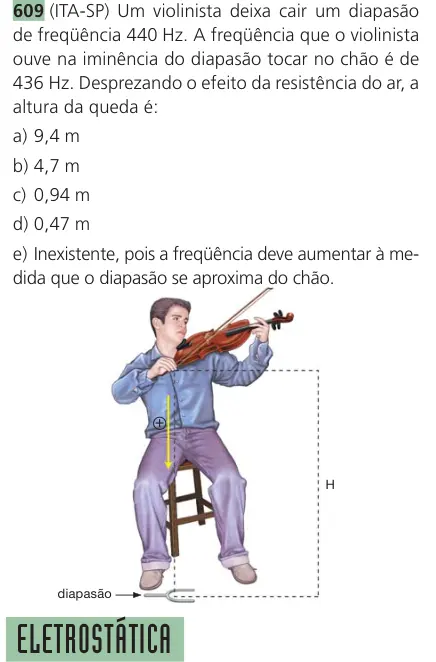 609 (ITA-SP) Um violinista deixa cair um diapasão
de freqüência 440 Hz. A freqüência que o violinista
ouve na iminência do diapasão tocar no chão é de
436 Hz. Desprezando o efeito da resistência do ar, a
altura da queda é:
a) 9,4 m
b) 4,7 m
c) 0,94 m
d) 0,47 m
e) Inexistente, pois a freqüência deve aumentar à me-
dida que o diapasão se aproxima do chão.
H
diapasão
ELETROSTÁTICA